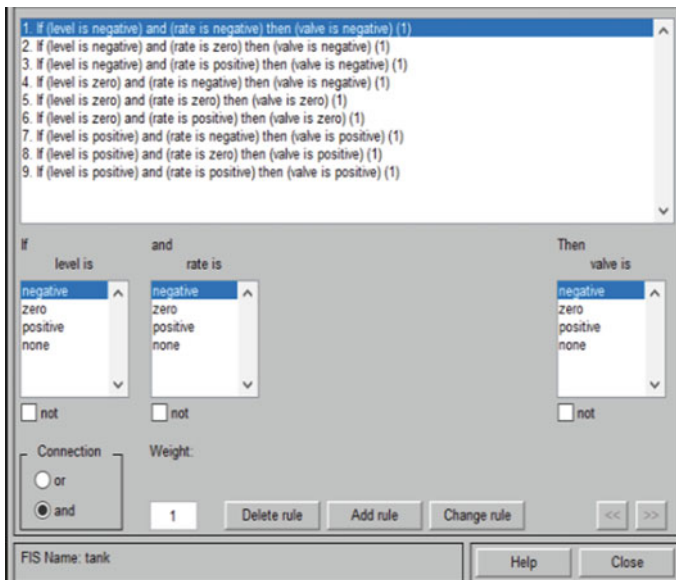 1. If (level is negative) and (rate is negative) then (valve is negative) (1)
2. If (level is negative) and (rate is zero) then (valve is negative) (1)
3. If (level is negative) and (rate is positive) then (valve is negative) (1)
4. If (level is zero) and (rate is negative) then (valve is negative) (1)
5. If (level is zero) and (rate is zero) then (valve is zero) (1)
6. If (level is zero) and (rate is positive) then (valve is zero) (1)
7. If (level is positive) and (rate is negative) then (valve is positive) (1)
8. If (level is positive) and (rate is zero) then (valve is positive) (1)
9. If (level is positive) and (rate is positive) then (valve is positive) (1)
If and Then
level is rate is valve is
negative negative negative
zero zero zero
positive positive positive
none none none
not not not
Connection Weight:
or
and 1 Delete rule Add rule Change rule << >>
FIS Name: tank Help Close